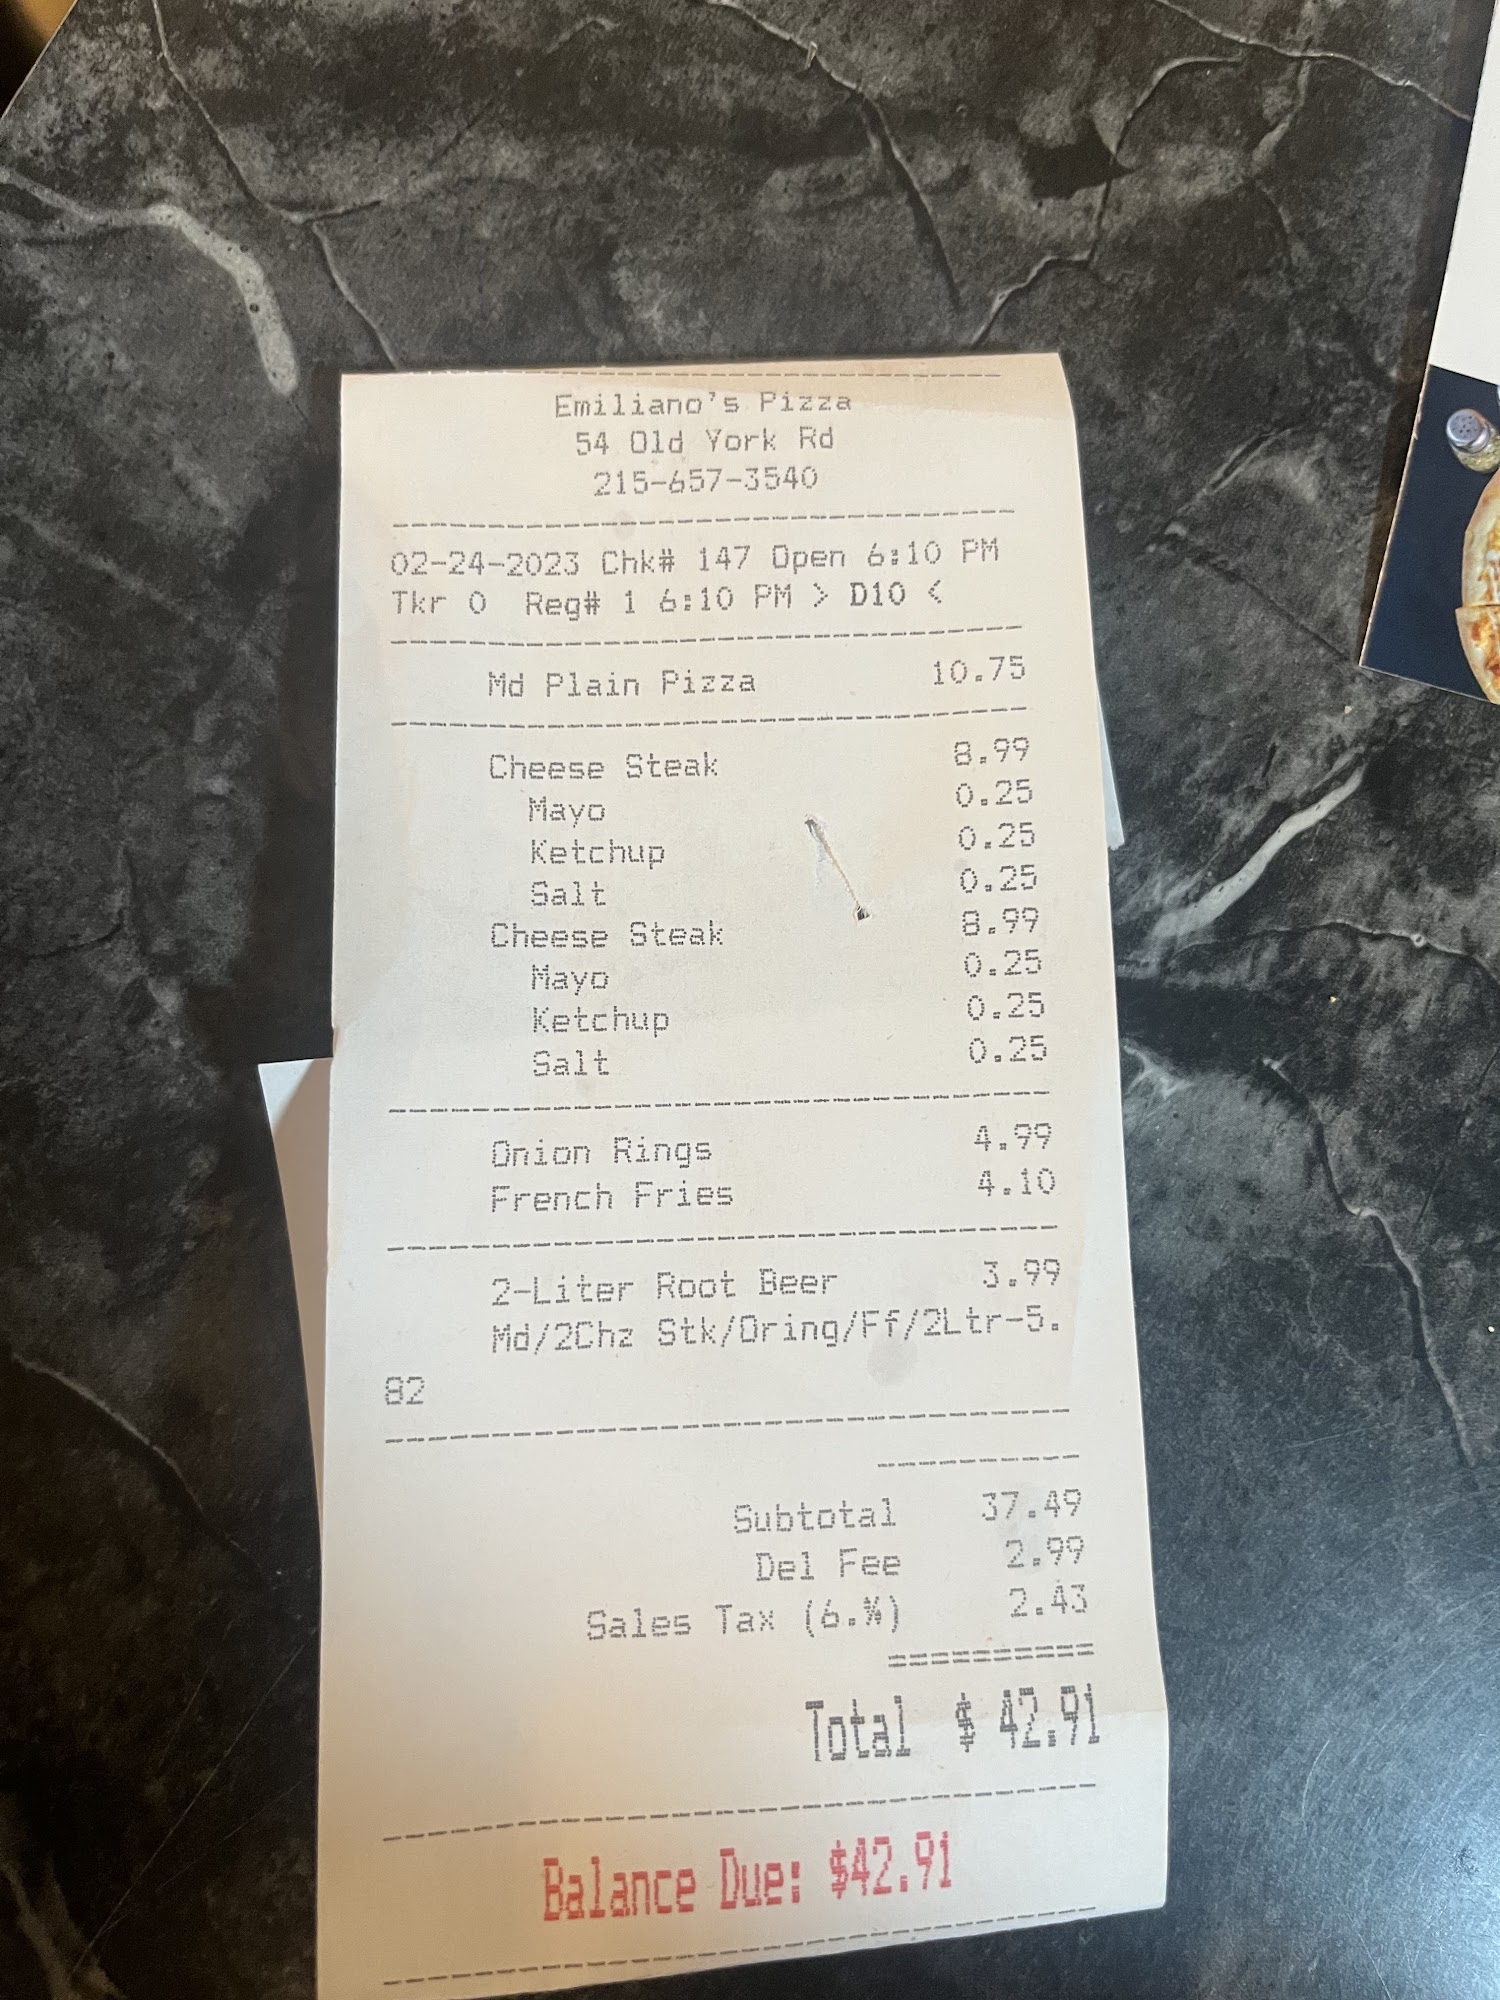 Emiliano's Pizza
54 Old York Rd
215-657-3540
02-24-2023 Chk# 147 Open 6:10 PM
Tkr 0 Reg# 1 6:10 PM > D10 <
Md Plain Pizza 10.75
Cheese Steak 8.99
Mayo 0.25
Ketchup 0.25
Salt 0.25
Cheese Steak 8.99
Mayo 0.25
Ketchup 0.25
Salt 0.25
Onion Rings 4.99
French Fries 4.10
2-Liter Root Beer 3.99
Md/2Chz Stk/Oring/Ff/2Ltr-5.
82
Subtotal 37.49
Del Fee 2.99
Sales Tax (6.%) 2.43
Total $ 42.91
Balance Due: $42.91